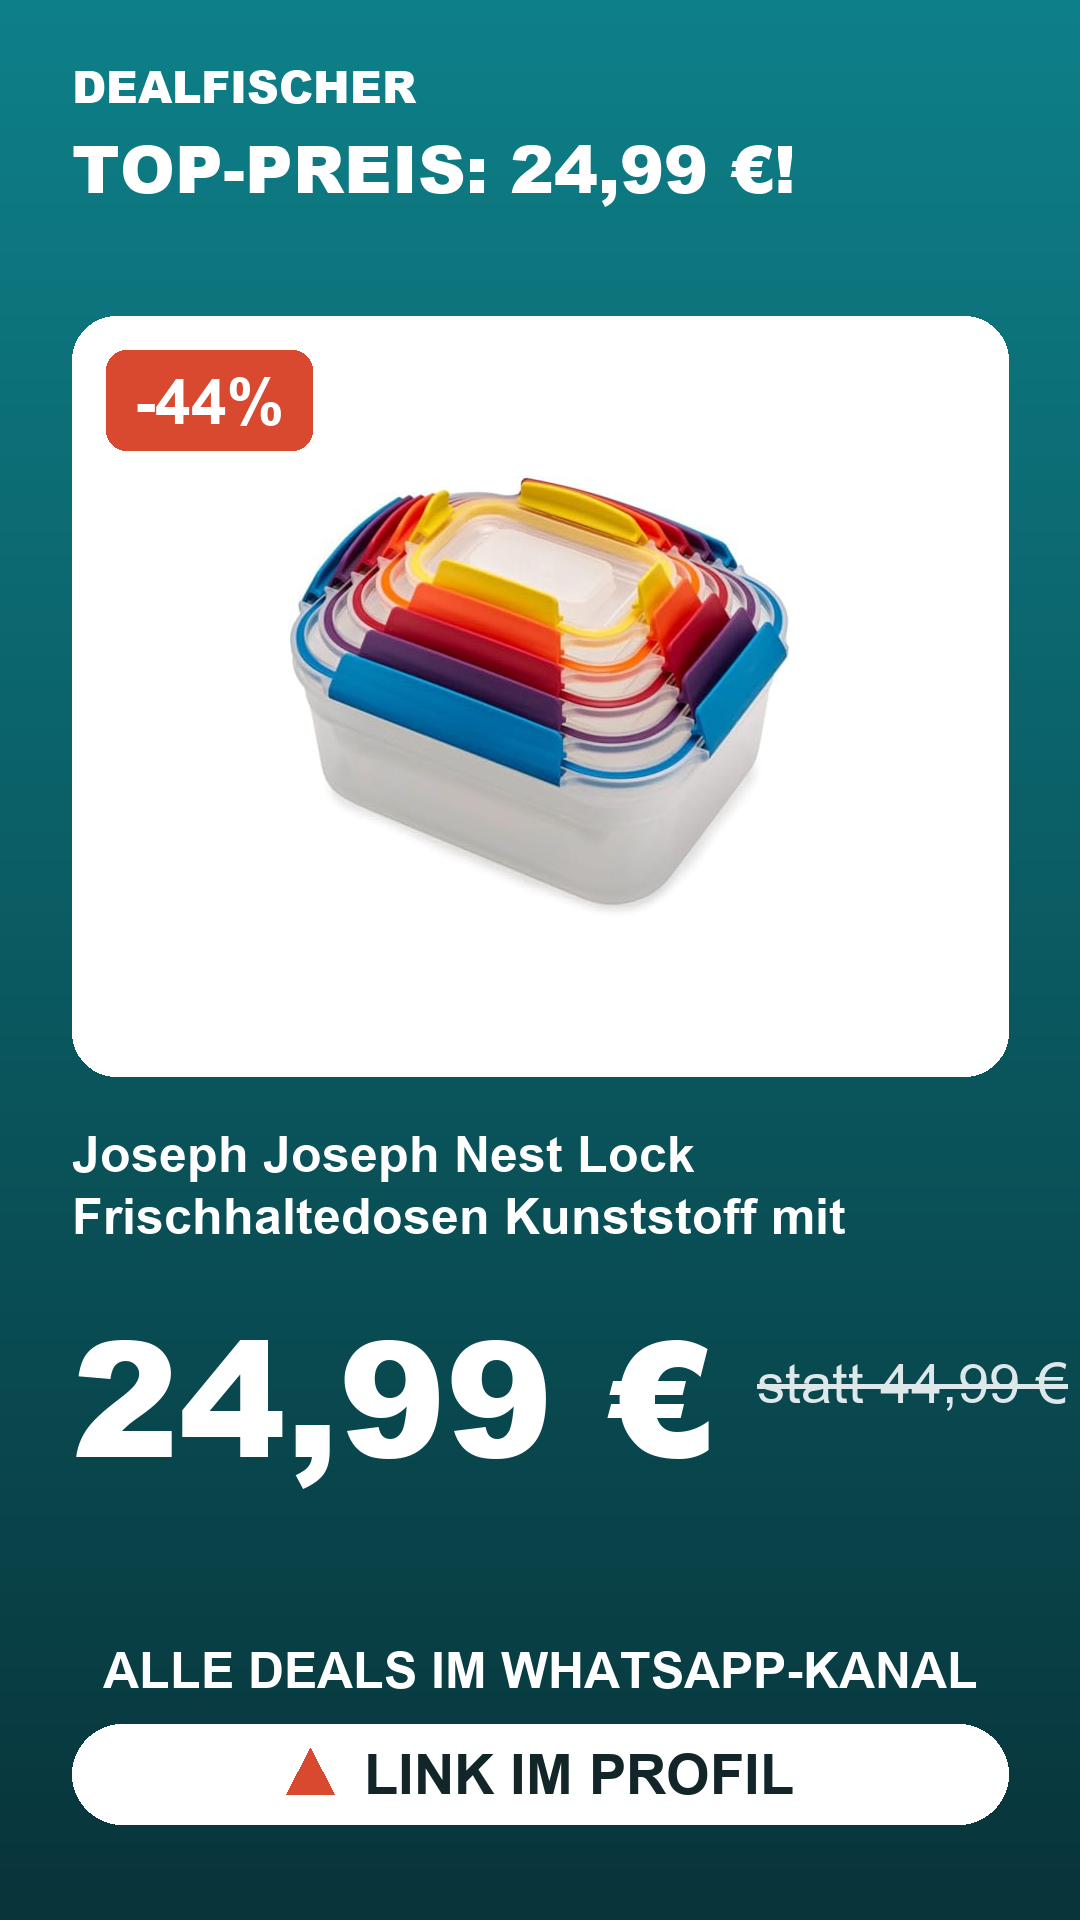 DEALFISCHER
TOP-PREIS: 24,99 €!
-44%
Joseph Joseph Nest Lock
Frischhaltedosen Kunststoff mit
24,99 € statt 44,99 €
ALLE DEALS IM WHATSAPP-KANAL
LINK IM PROFIL